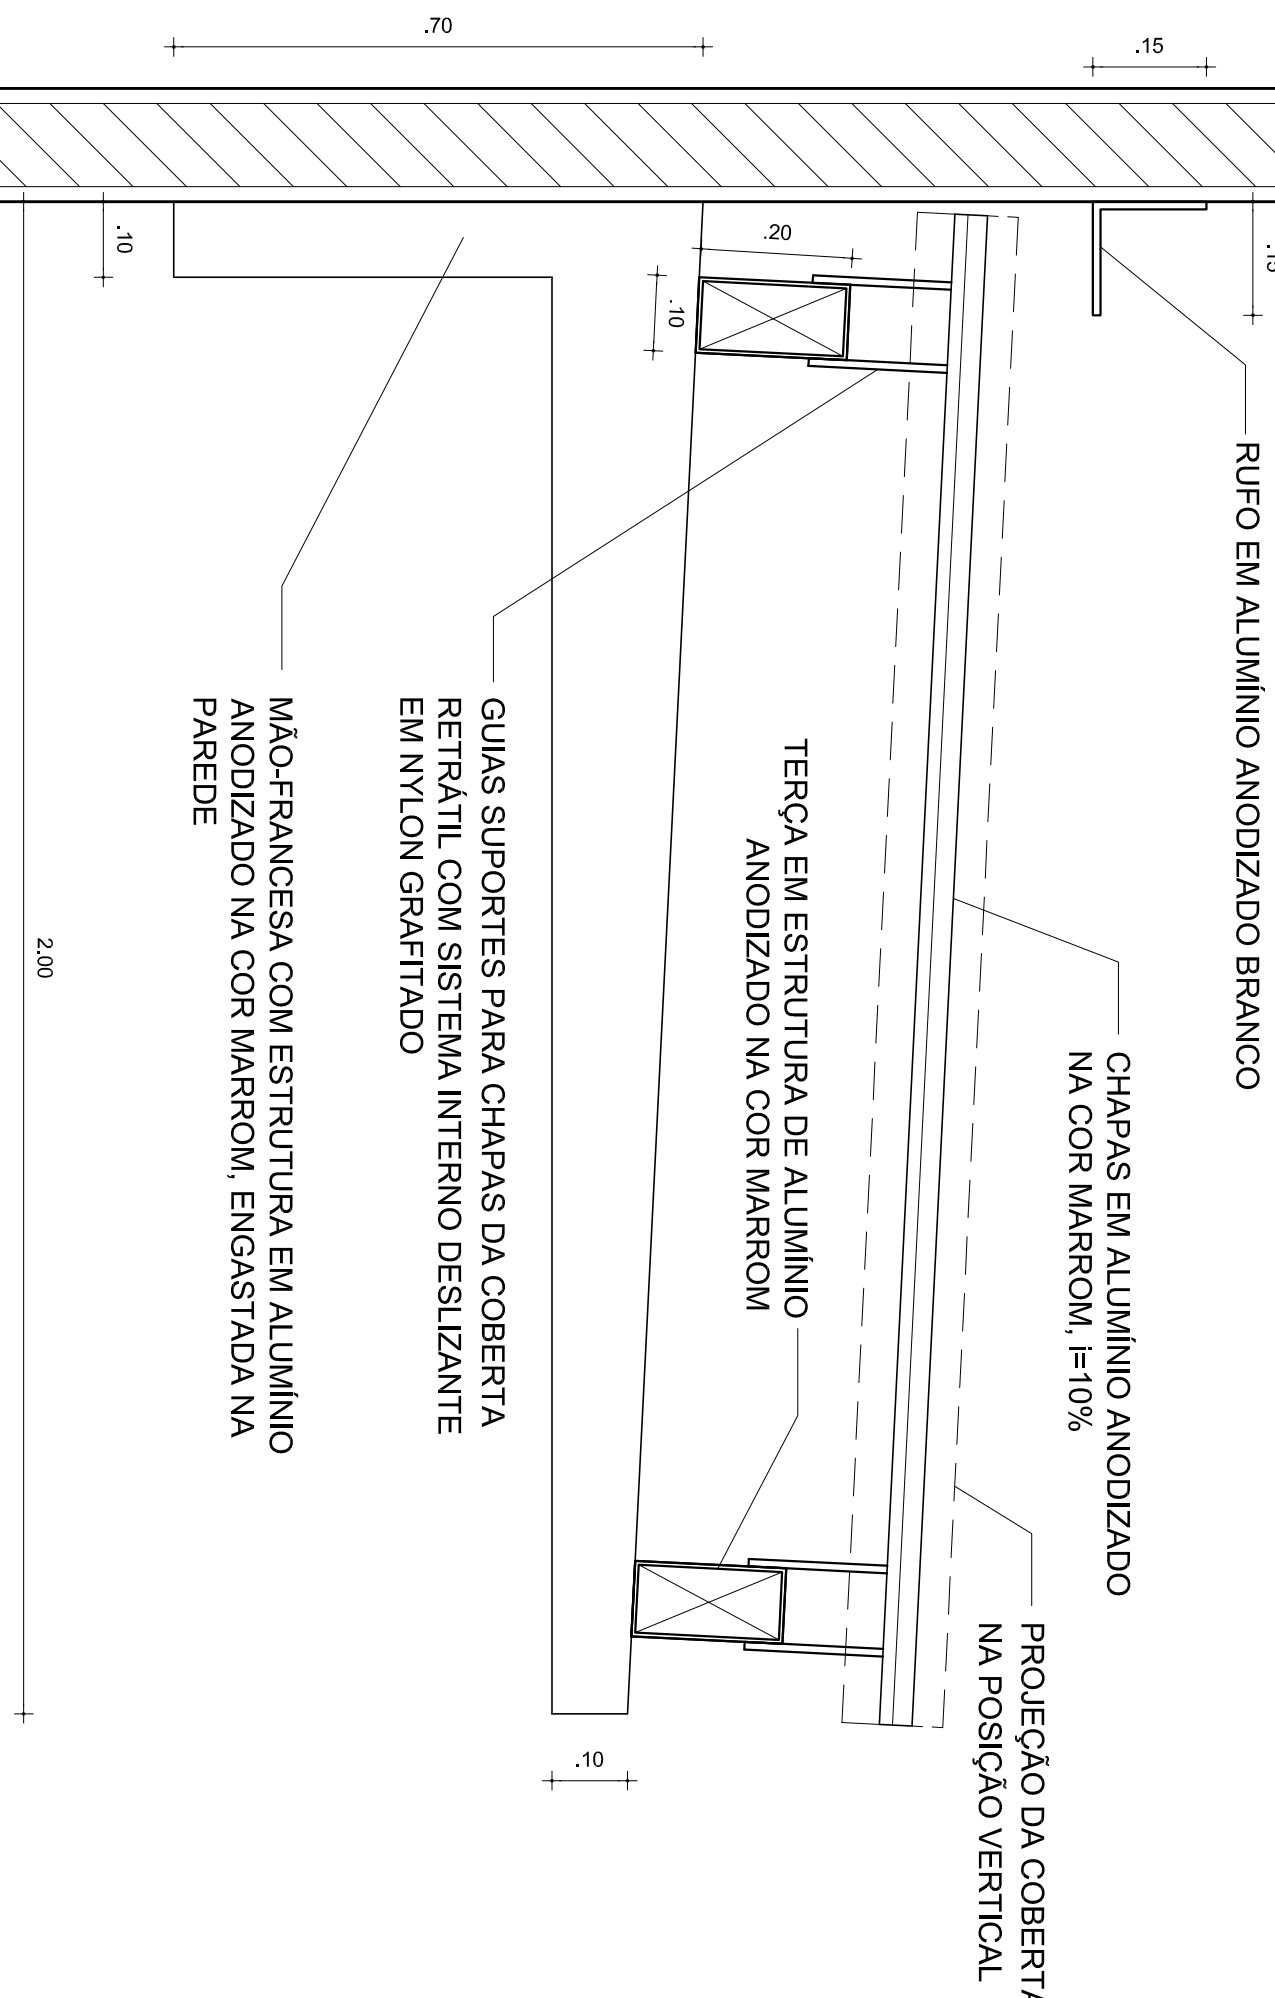 .70
.15
.15
.10
.20
.10
RUFO EM ALUMÍNIO ANODIZADO BRANCO
CHAPAS EM ALUMÍNIO ANODIZADO
NA COR MARROM, i=10%
PROJEÇÃO DA COBERTA
NA POSIÇÃO VERTICAL
TERÇA EM ESTRUTURA DE ALUMÍNIO
ANODIZADO NA COR MARROM
GUIAS SUPORTES PARA CHAPAS DA COBERTA
RETRÁTIL COM SISTEMA INTERNO DESLIZANTE
EM NYLON GRAFITADO
MÃO-FRANCESA COM ESTRUTURA EM ALUMÍNIO
ANODIZADO NA COR MARROM, ENGASTADA NA
PAREDE
2.00
.10